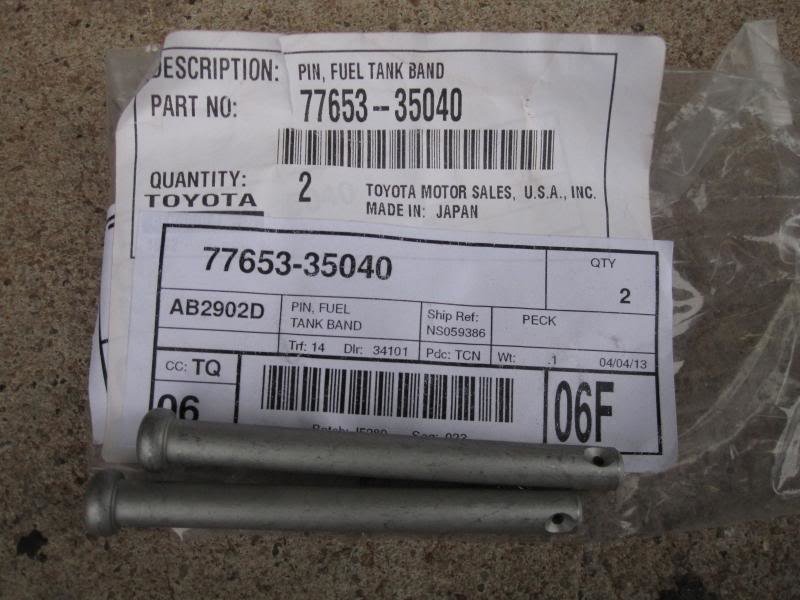 DESCRIPTION: PIN, FUEL TANK BAND
PART NO: 77653--35040
QUANTITY: 2 TOYOTA MOTOR SALES, U.S.A., INC.
TOYOTA MADE IN: JAPAN
77653-35040 QTY 2
AB2902D PIN, FUEL TANK BAND Ship Ref: NS059386 PECK
Trf: 14 Dlr: 34101 Pdc: TCN Wt: .1 04/04/13
CC: TQ
06 06F